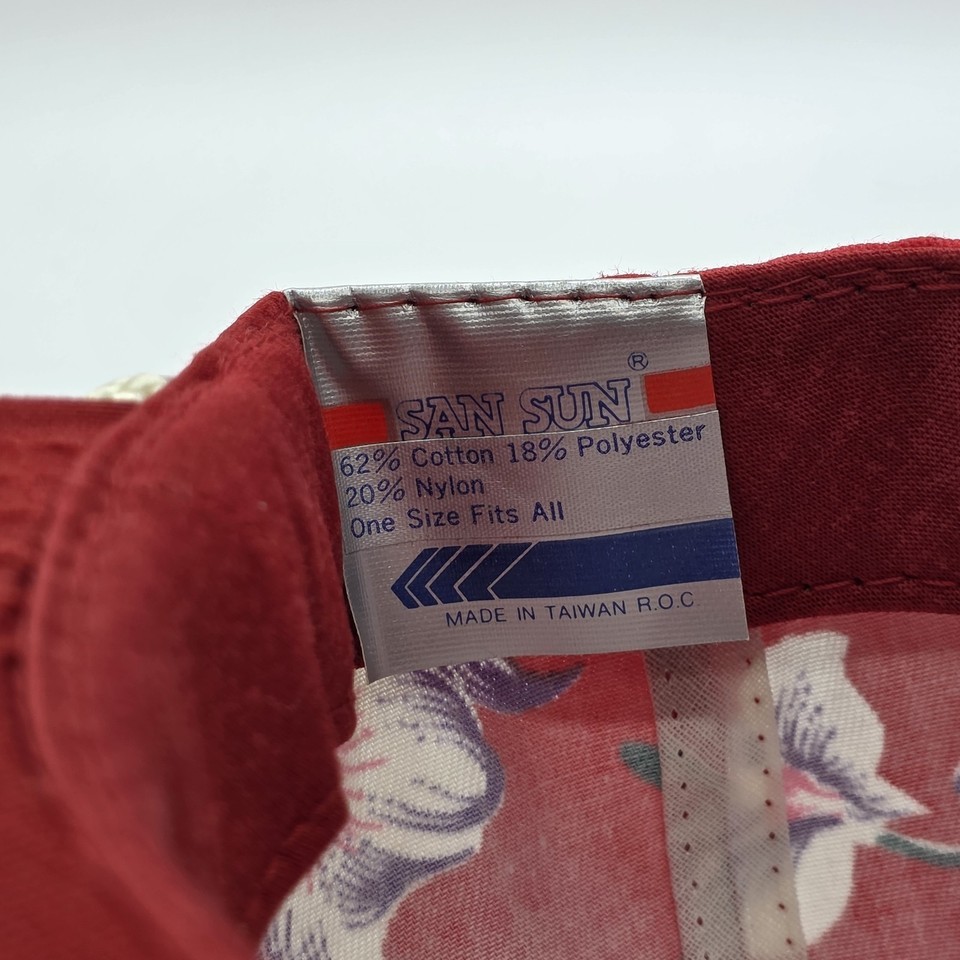 SAN SUN ®
62% Cotton 18% Polyester
20% Nylon
One Size Fits All
MADE IN TAIWAN R.O.C